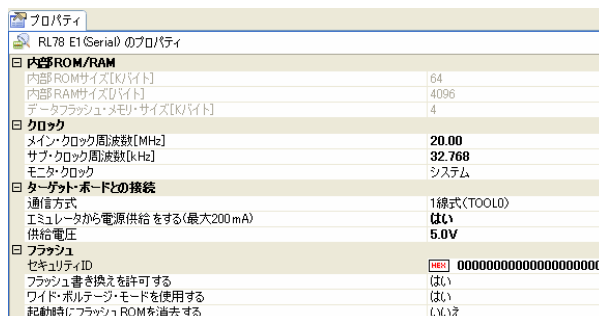 プロパティ
RL78 E1(Serial) のプロパティ
内部ROM/RAM
内部ROMサイズ[Kバイト] 64
内部RAMサイズ[バイト] 4096
データフラッシュ・メモリ・サイズ[Kバイト] 4
クロック
メイン・クロック周波数[MHz] 20.00
サブ・クロック周波数[kHz] 32.768
モニタ・クロック システム
ターゲット・ボードとの接続
通信方式 1線式(TOOL0)
エミュレータから電源供給をする(最大200mA) はい
供給電圧 5.0V
フラッシュ
セキュリティID HEX 00000000000000000000
フラッシュ書き換えを許可する はい
ワイド・ボルテージ・モードを使用する はい
起動時にフラッシュROMを消去する いいえ